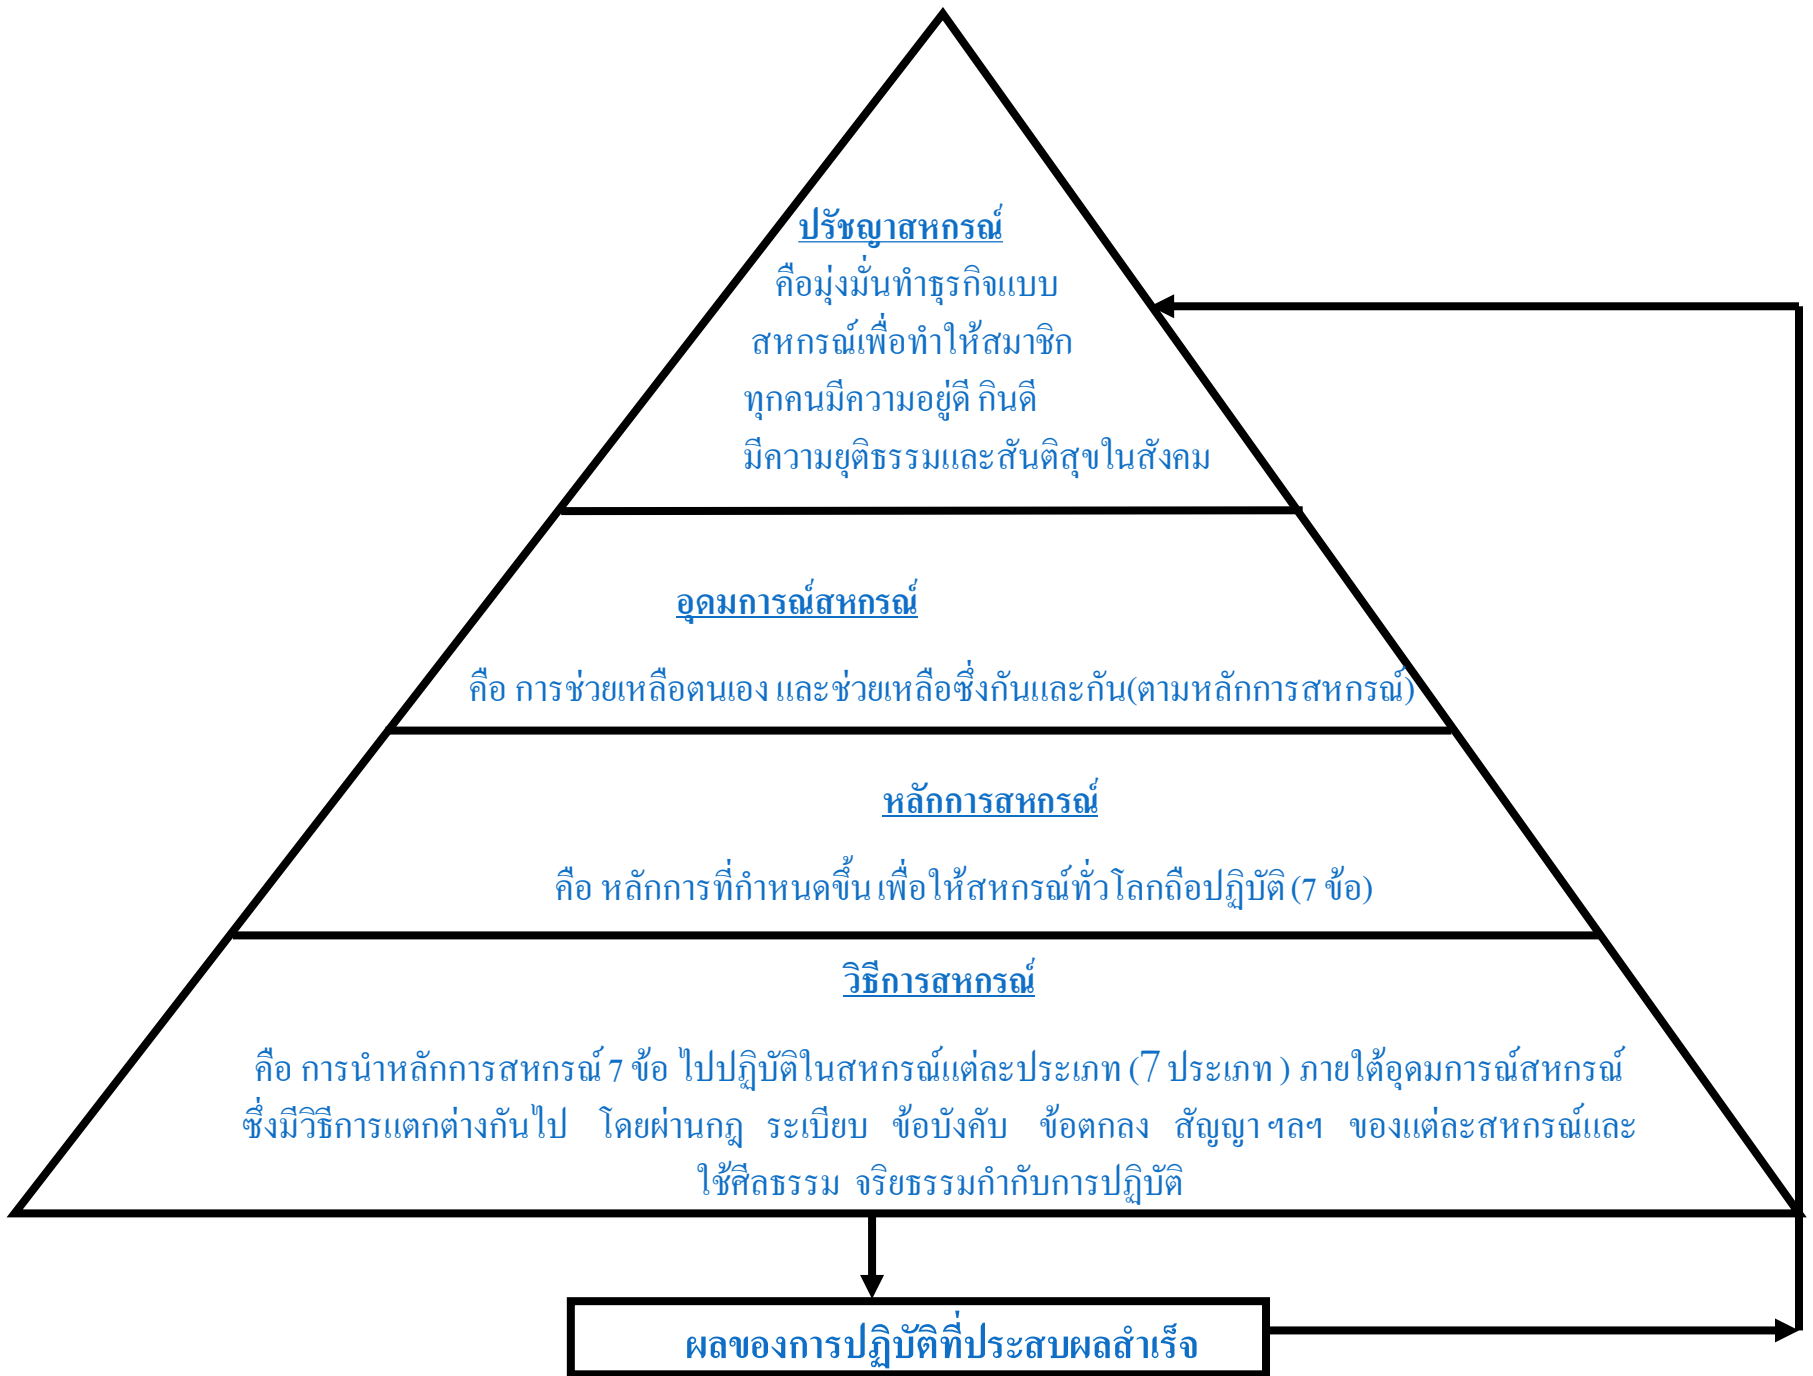 ปรัชญาสหกรณ์
คือมุ่งมั่นทำธุรกิจแบบ
สหกรณ์เพื่อทำให้สมาชิก
ทุกคนมีความอยู่ดี กินดี
มีความยุติธรรมและสันติสุขในสังคม
อุดมการณ์สหกรณ์
คือ การช่วยเหลือตนเอง และช่วยเหลือซึ่งกันและกัน(ตามหลักการสหกรณ์)
หลักการสหกรณ์
คือ หลักการที่กำหนดขึ้น เพื่อให้สหกรณ์ทั่วโลกถือปฏิบัติ (7 ข้อ)
วิธีการสหกรณ์
คือ การนำหลักการสหกรณ์ 7 ข้อ ไปปฏิบัติในสหกรณ์แต่ละประเภท (7 ประเภท ) ภายใต้อุดมการณ์สหกรณ์
ซึ่งมีวิธีการแตกต่างกันไป โดยผ่านกฎ ระเบียบ ข้อบังคับ ข้อตกลง สัญญา ฯลฯ ของแต่ละสหกรณ์และ
ใช้ศีลธรรม จริยธรรมกำกับการปฏิบัติ
ผลของการปฏิบัติที่ประสบผลสำเร็จ